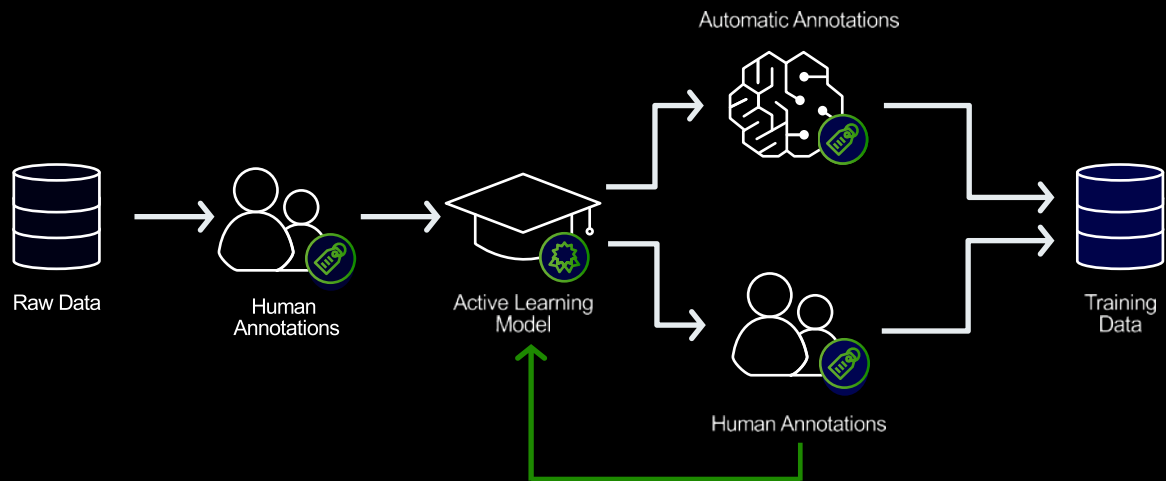 Automatic Annotations
Raw Data
Human
Annotations
Active Learning
Model
Human Annotations
Training
Data